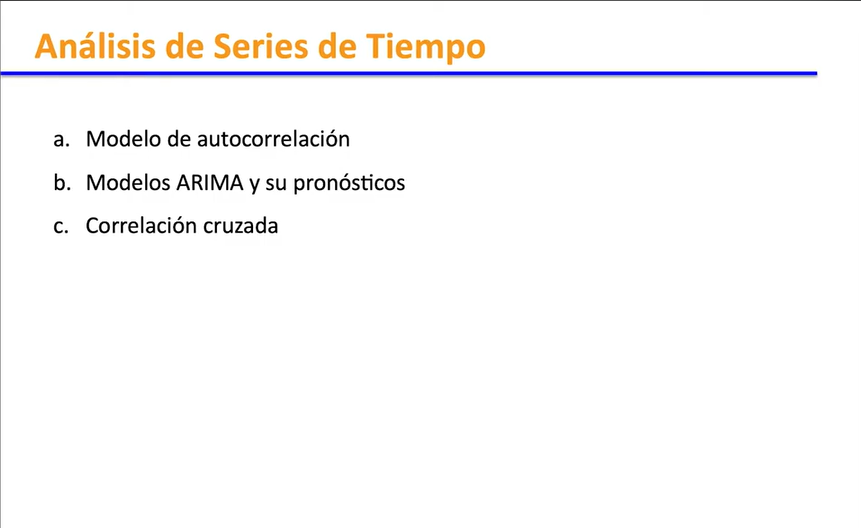 Análisis de Series de Tiempo
a. Modelo de autocorrelación
b. Modelos ARIMA y su pronósticos
c. Correlación cruzada